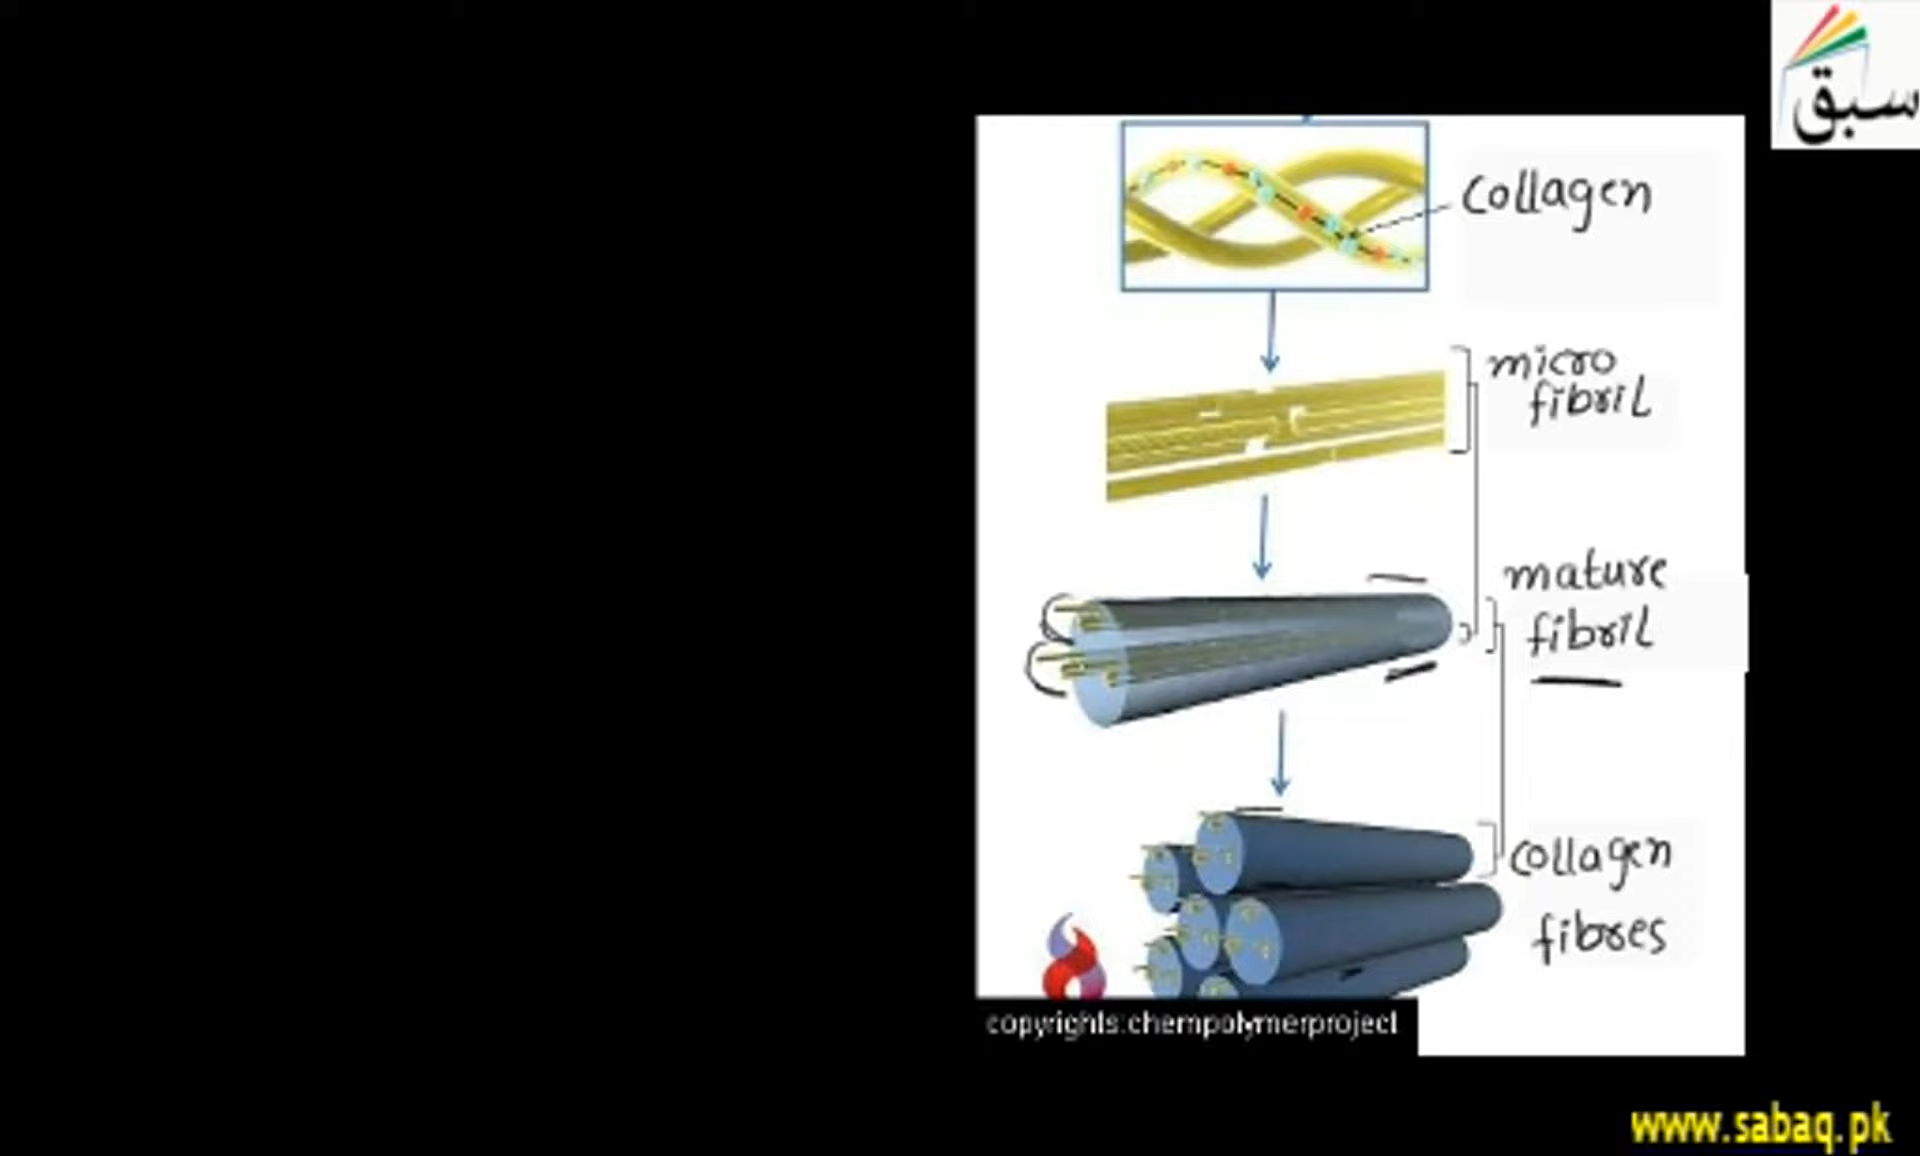 سبق
Collagen
micro
fibril
mature
fibril
collagen
fibres
copyrights:chempolymerproject
www.sabaq.pk